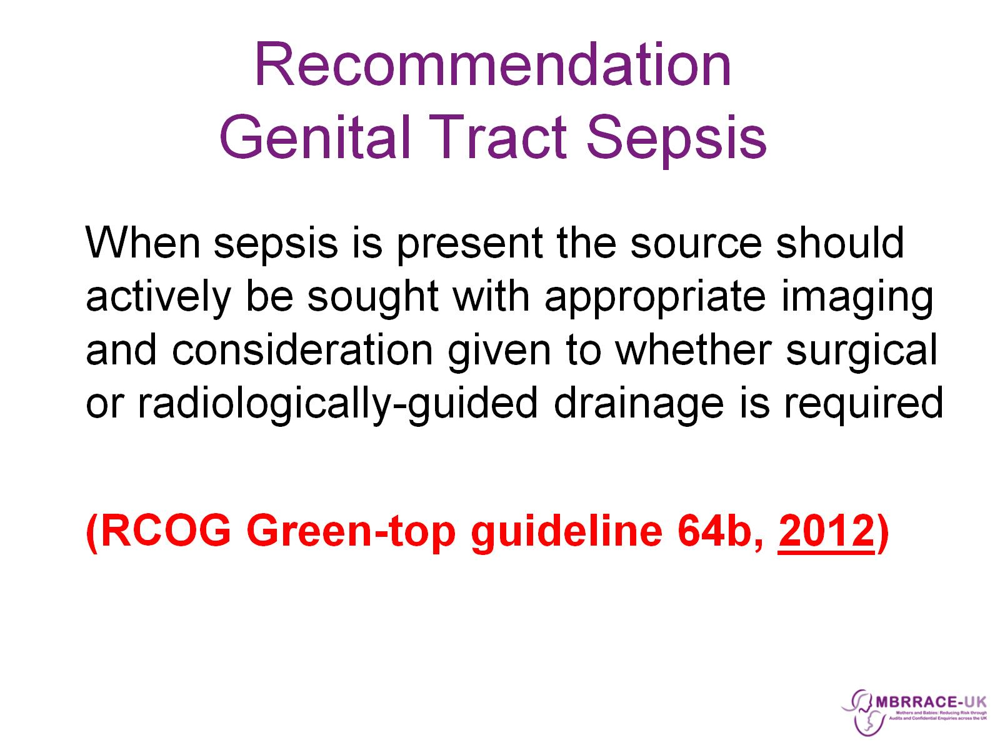 Recommendation
Genital Tract Sepsis
When sepsis is present the source should
actively be sought with appropriate imaging
and consideration given to whether surgical
or radiologically-guided drainage is required
(RCOG Green-top guideline 64b, 2012)
MBRRACE-UK
Mothers and Babies: Reducing Risk through
Audits and Confidential Enquiries across the UK